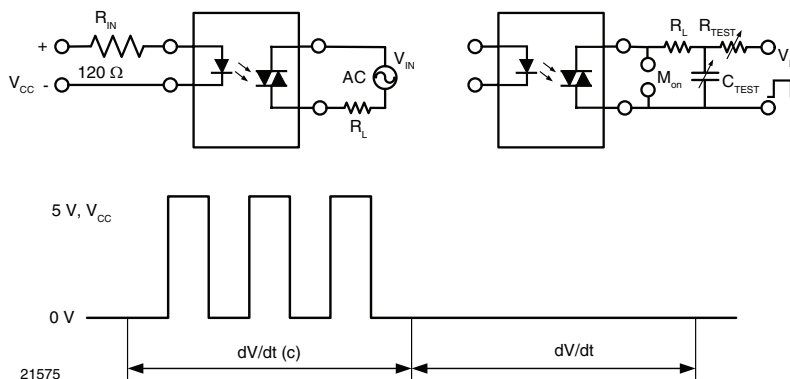 R_IN
+
120 Ω
V_CC -
V_IN
AC
R_L
R_L
R_TEST
M_on
C_TEST
5 V, V_CC
0 V
dV/dt (c)
dV/dt
21575